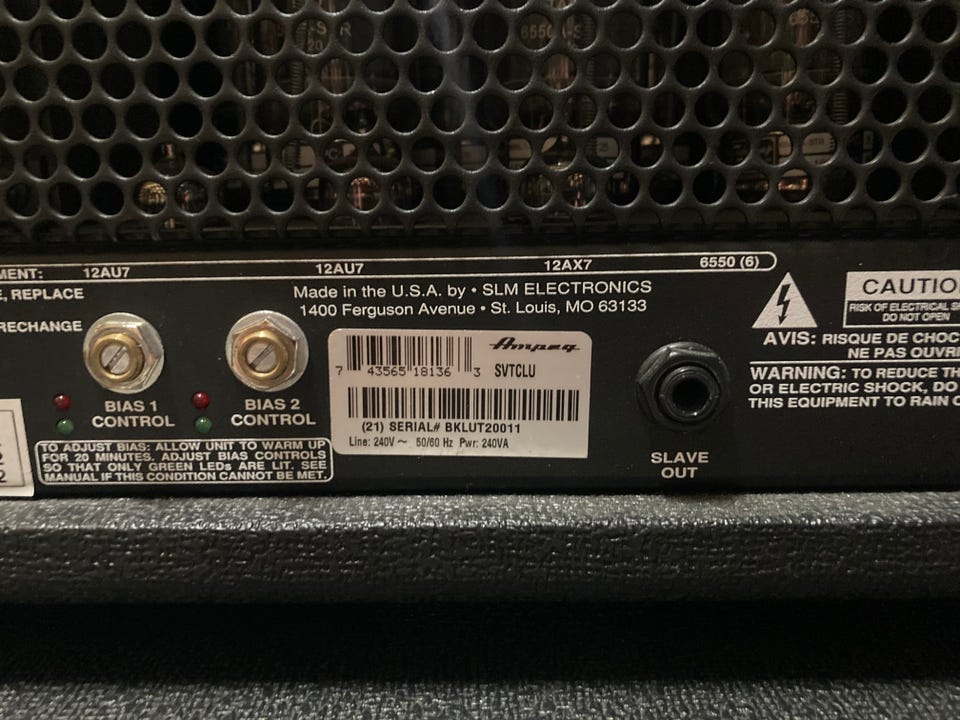 MENT: 12AU7 12AU7 12AX7 6550 (6)
E, REPLACE
RECHANGE
Made in the U.S.A. by • SLM ELECTRONICS
1400 Ferguson Avenue • St. Louis, MO 63133
BIAS 1
CONTROL
BIAS 2
CONTROL
TO ADJUST BIAS: ALLOW UNIT TO WARM UP
FOR 20 MINUTES. ADJUST BIAS CONTROLS
SO THAT ONLY GREEN LEDs ARE LIT. SEE
MANUAL IF THIS CONDITION CANNOT BE MET.
Ampeg
7 43565 18136 3 SVTCLU
(21) SERIAL# BKLUT20011
Line: 240V ~ 50/60 Hz Pwr: 240VA
SLAVE
OUT
CAUTIO
RISK OF ELECTRICAL SH
DO NOT OPEN
AVIS: RISQUE DE CHOC
NE PAS OUVRI
WARNING: TO REDUCE TH
OR ELECTRIC SHOCK, DO
THIS EQUIPMENT TO RAIN O